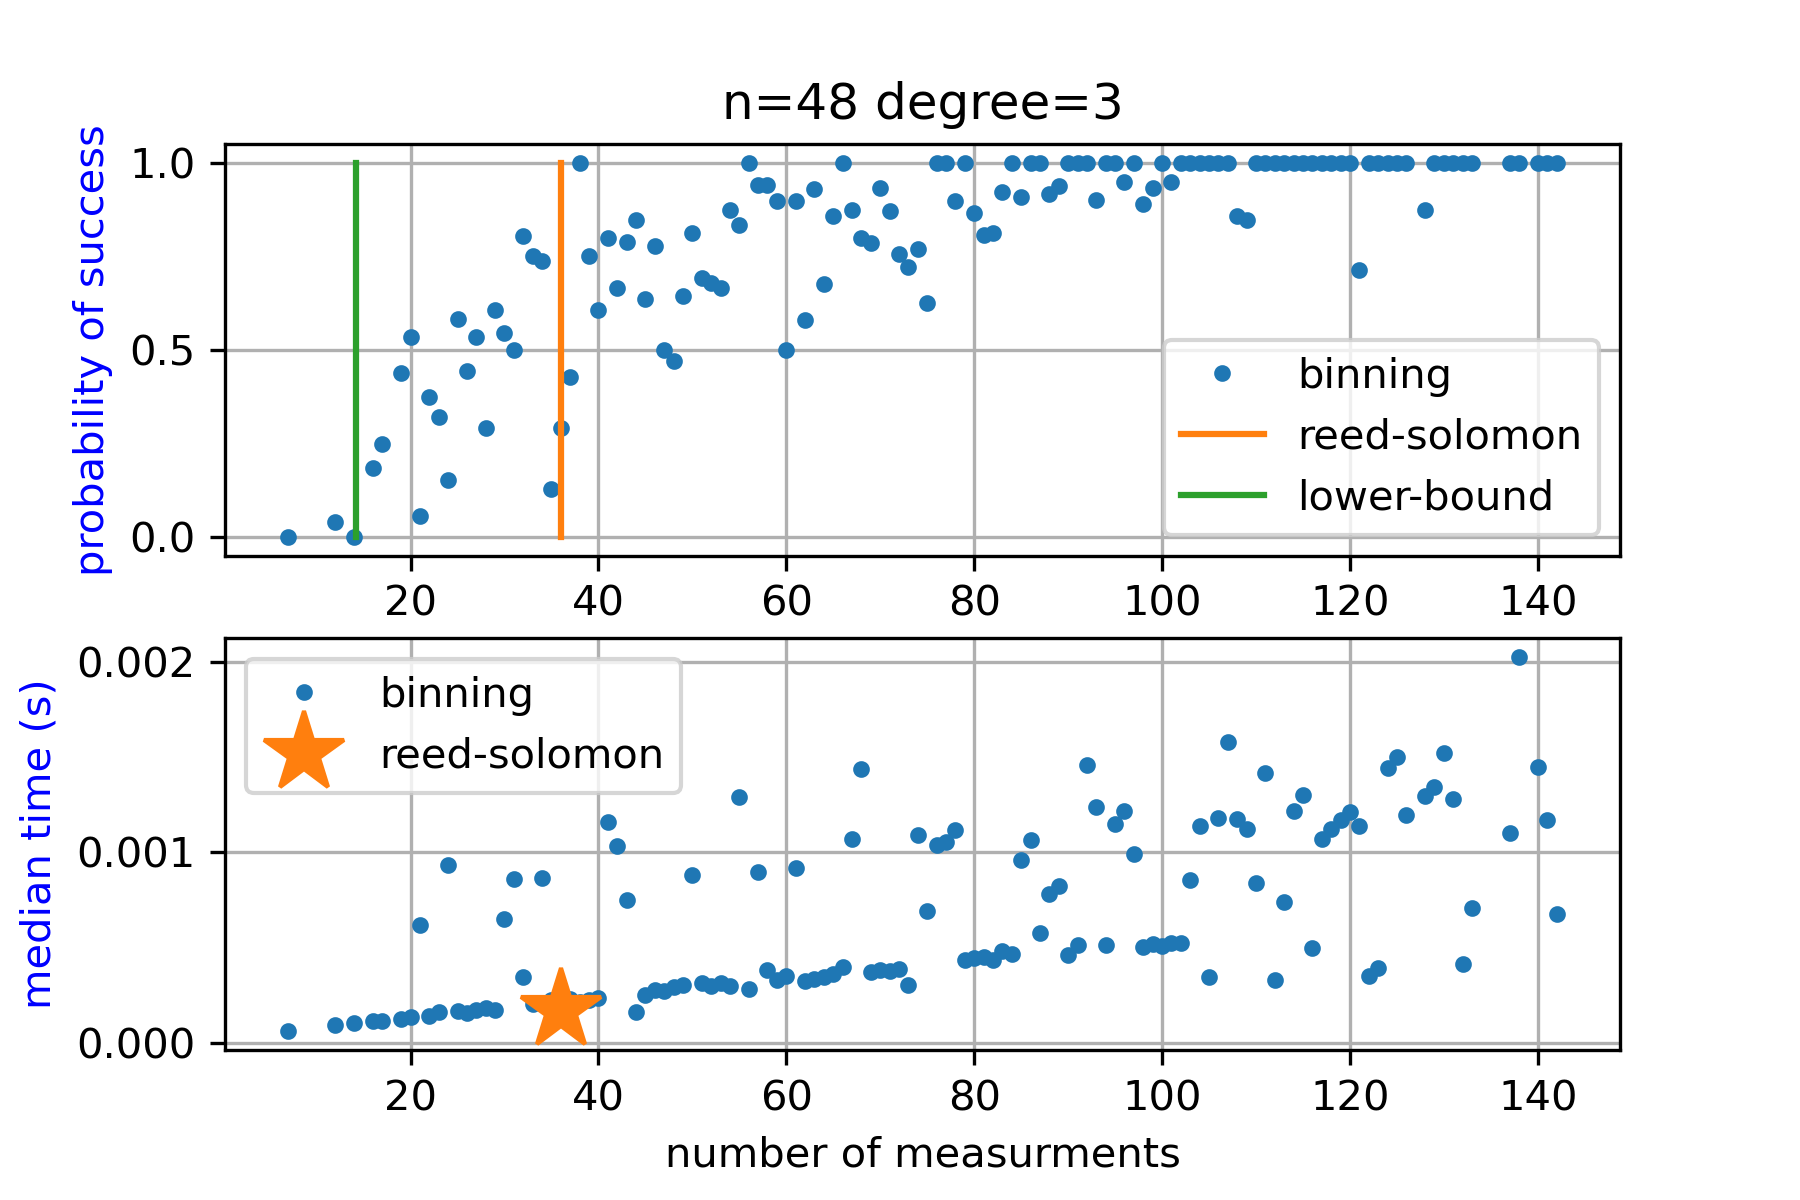 n=48 degree=3
probability of success
1.0
0.5
0.0
binning
reed-solomon
lower-bound
20 40 60 80 100 120 140
median time (s)
0.002
0.001
0.000
binning
reed-solomon
20 40 60 80 100 120 140
number of measurments